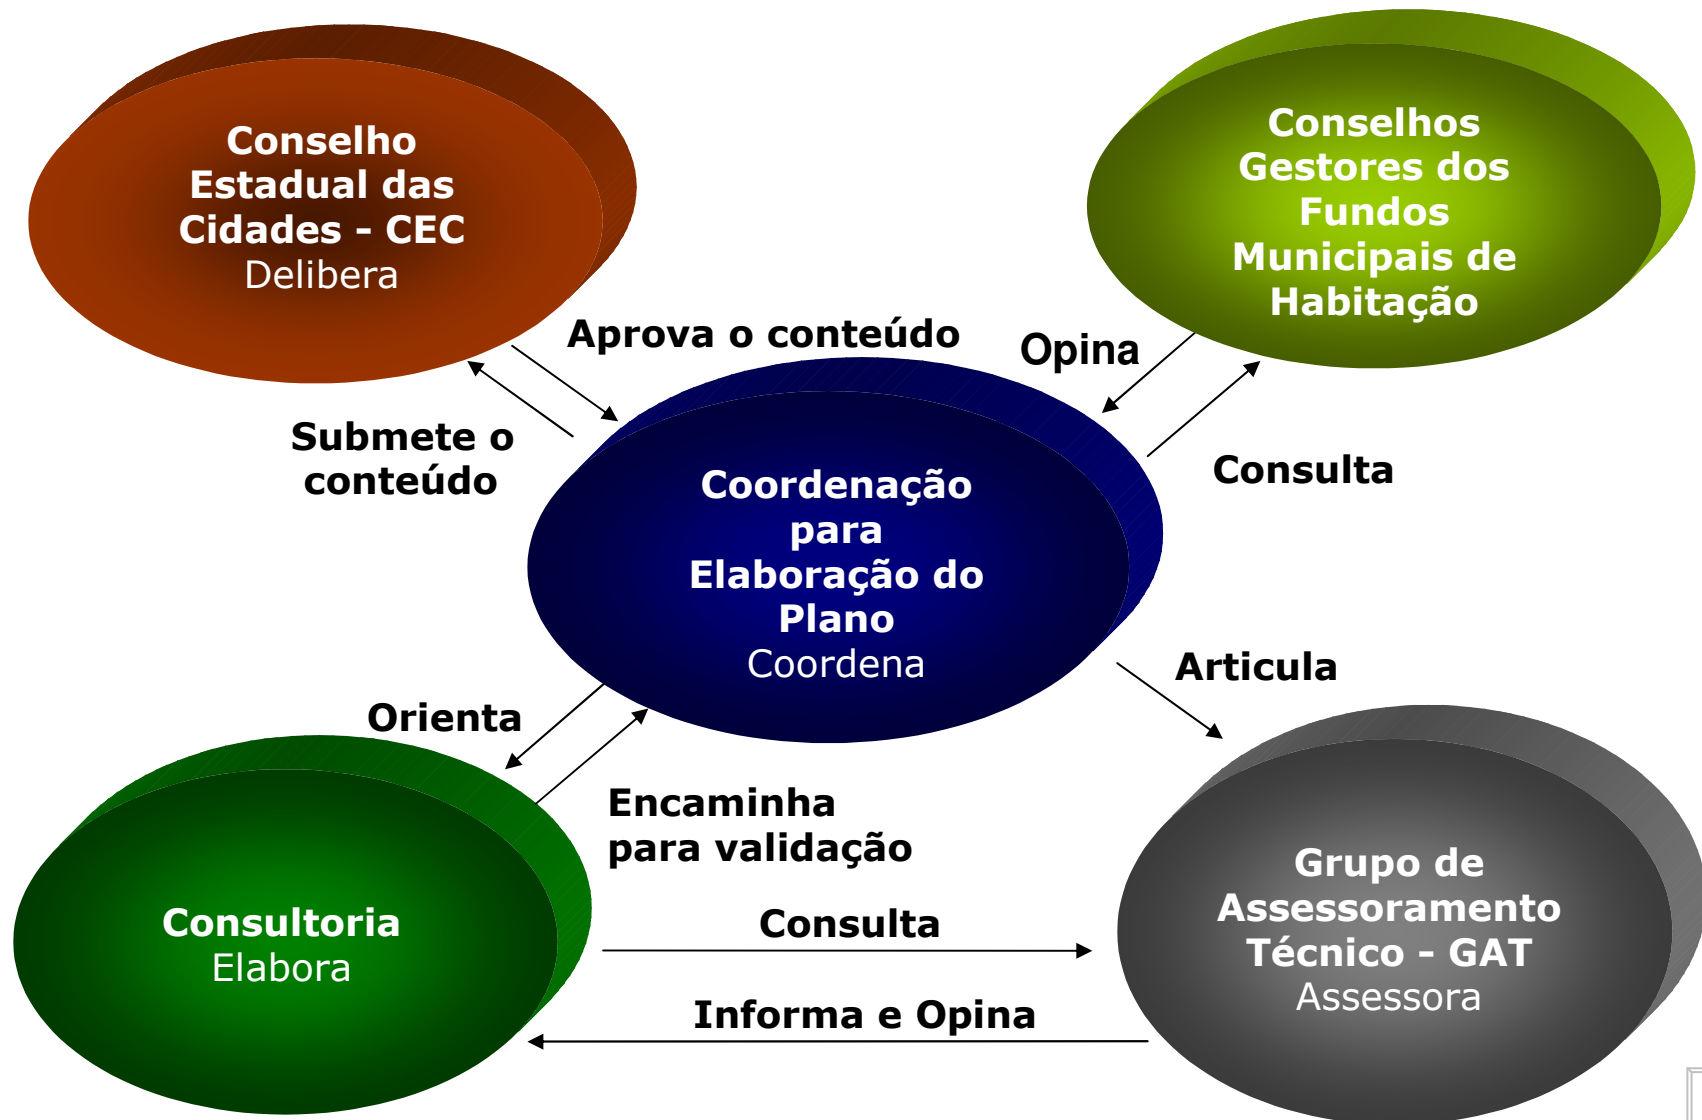 Conselho
Estadual das
Cidades - CEC
Delibera
Conselhos
Gestores dos
Fundos
Municipais de
Habitação
Aprova o conteúdo
Opina
Submete o
conteúdo
Consulta
Coordenação
para
Elaboração do
Plano
Coordena
Articula
Orienta
Encaminha
para validação
Consultoria
Elabora
Consulta
Informa e Opina
Grupo de
Assessoramento
Técnico - GAT
Assessora